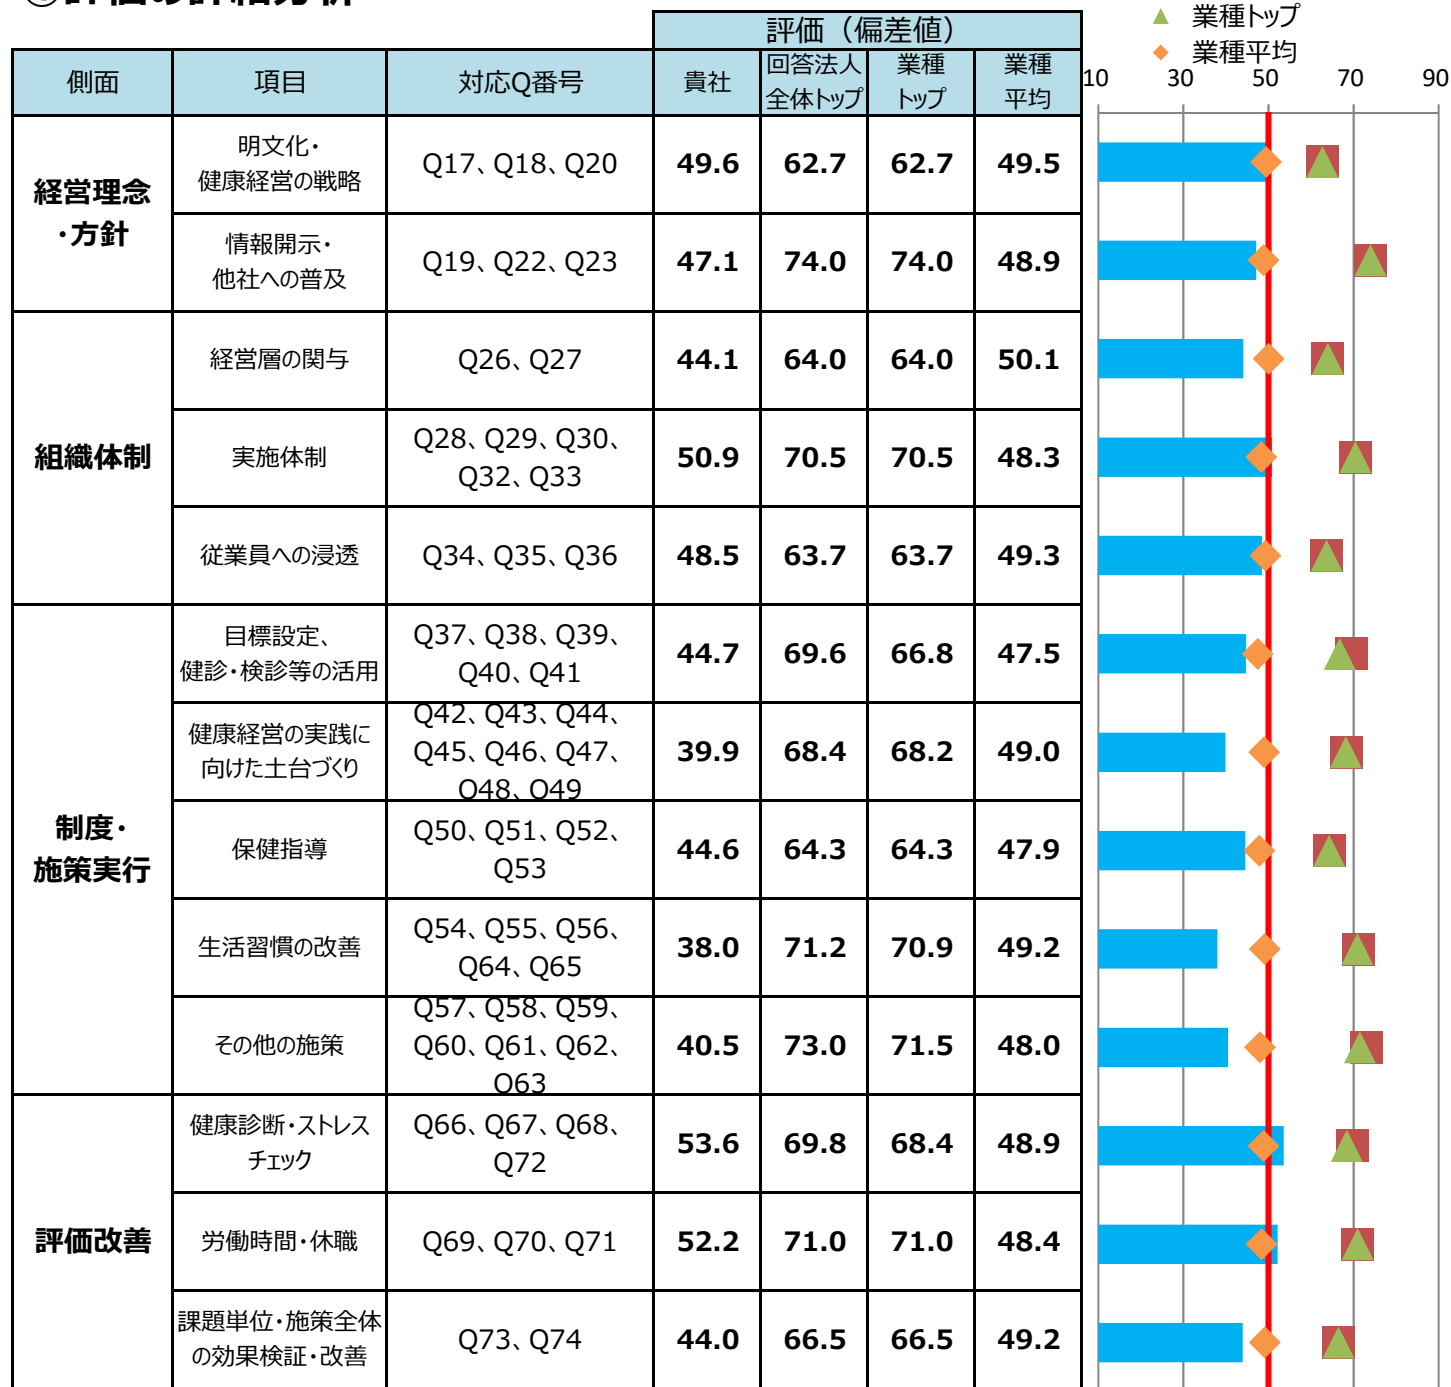 ①評価の詳細分析
▲ 業種トップ
◆ 業種平均
評価（偏差値）
側面 項目 対応Q番号 貴社 回答法人 全体トップ 業種 トップ 業種 平均
10 30 50 70 90
経営理念
・方針
明文化・
健康経営の戦略
Q17、Q18、Q20 49.6 62.7 62.7 49.5
情報開示・
他社への普及
Q19、Q22、Q23 47.1 74.0 74.0 48.9
組織体制
経営層の関与 Q26、Q27 44.1 64.0 64.0 50.1
実施体制
Q28、Q29、Q30、
Q32、Q33
50.9 70.5 70.5 48.3
従業員への浸透 Q34、Q35、Q36 48.5 63.7 63.7 49.3
制度・
施策実行
目標設定、
健診・検診等の活用
Q37、Q38、Q39、
Q40、Q41
44.7 69.6 66.8 47.5
健康経営の実践に
向けた土台づくり
Q42、Q43、Q44、
Q45、Q46、Q47、
Q48、Q49
39.9 68.4 68.2 49.0
保健指導
Q50、Q51、Q52、
Q53
44.6 64.3 64.3 47.9
生活習慣の改善
Q54、Q55、Q56、
Q64、Q65
38.0 71.2 70.9 49.2
その他の施策
Q57、Q58、Q59、
Q60、Q61、Q62、
Q63
40.5 73.0 71.5 48.0
評価改善
健康診断・ストレス
チェック
Q66、Q67、Q68、
Q72
53.6 69.8 68.4 48.9
労働時間・休職 Q69、Q70、Q71 52.2 71.0 71.0 48.4
課題単位・施策全体
の効果検証・改善
Q73、Q74 44.0 66.5 66.5 49.2